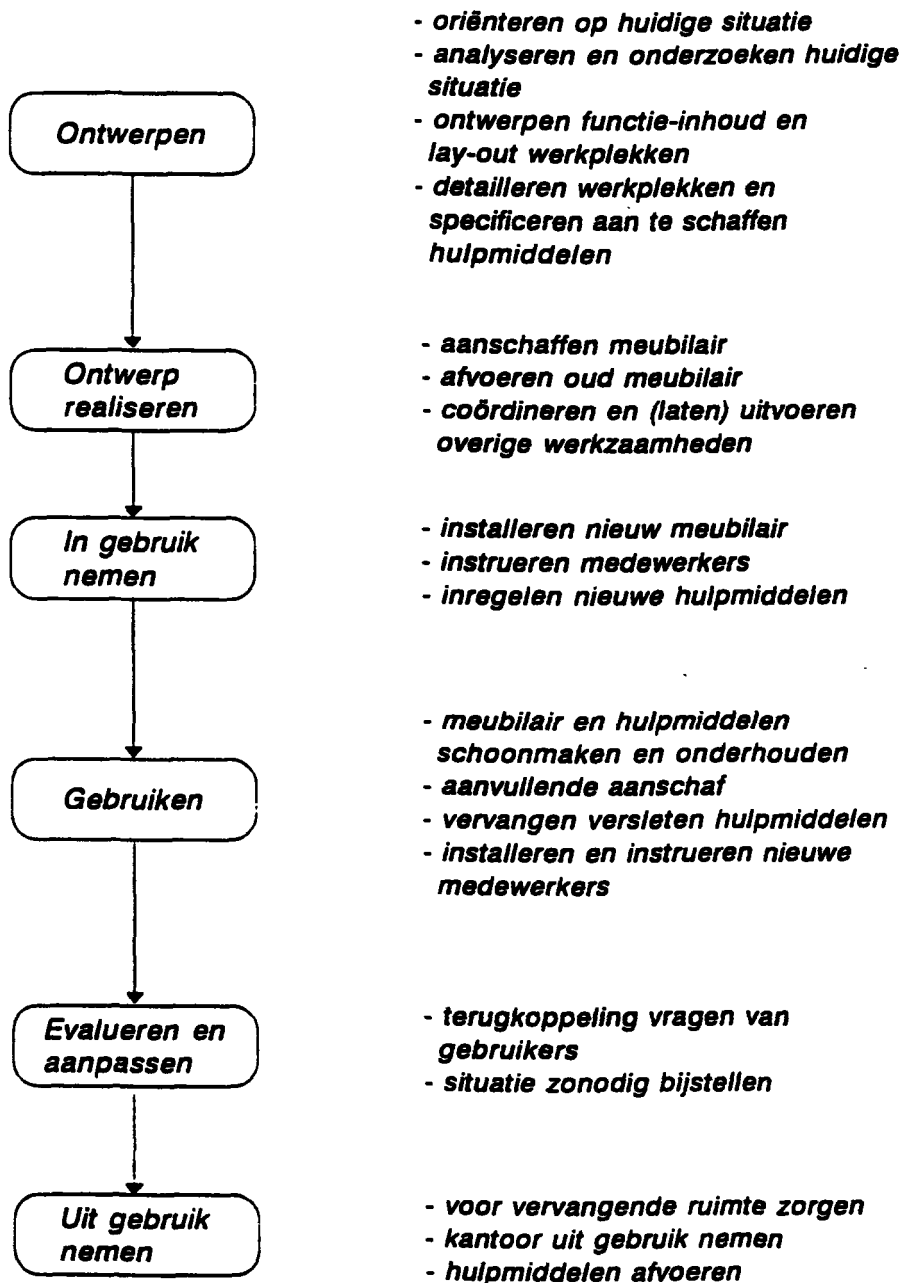 - oriënteren op huidige situatie
- analyseren en onderzoeken huidige
situatie
- ontwerpen functie-inhoud en
lay-out werkplekken
- detailleren werkplekken en
specificeren aan te schaffen
hulpmiddelen
Ontwerpen
- aanschaffen meubilair
- afvoeren oud meubilair
- coördineren en (laten) uitvoeren
overige werkzaamheden
Ontwerp
realiseren
- installeren nieuw meubilair
- instrueren medewerkers
- inregelen nieuwe hulpmiddelen
In gebruik
nemen
- meubilair en hulpmiddelen
schoonmaken en onderhouden
- aanvullende aanschaf
- vervangen versleten hulpmiddelen
- installeren en instrueren nieuwe
medewerkers
Gebruiken
- terugkoppeling vragen van
gebruikers
- situatie zonodig bijstellen
Evalueren en
aanpassen
- voor vervangende ruimte zorgen
- kantoor uit gebruik nemen
- hulpmiddelen afvoeren
Uit gebruik
nemen